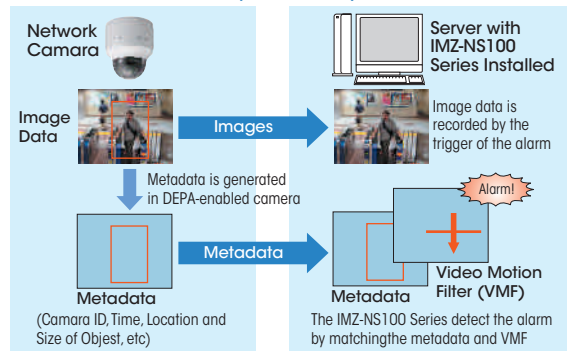 Network
Camara
Server with
IMZ-NS100
Series Installed
Image
Data
Images
Image data is
recorded by the
trigger of the alarm
Metadata is generated
in DEPA-enabled camera
Alarm!
Metadata
Metadata
Metadata
Video Motion
Filter (VMF)
(Camara ID, Time, Location and
Size of Objest, etc)
The IMZ-NS100 Series detect the alarm
by matchingthe metadata and VMF